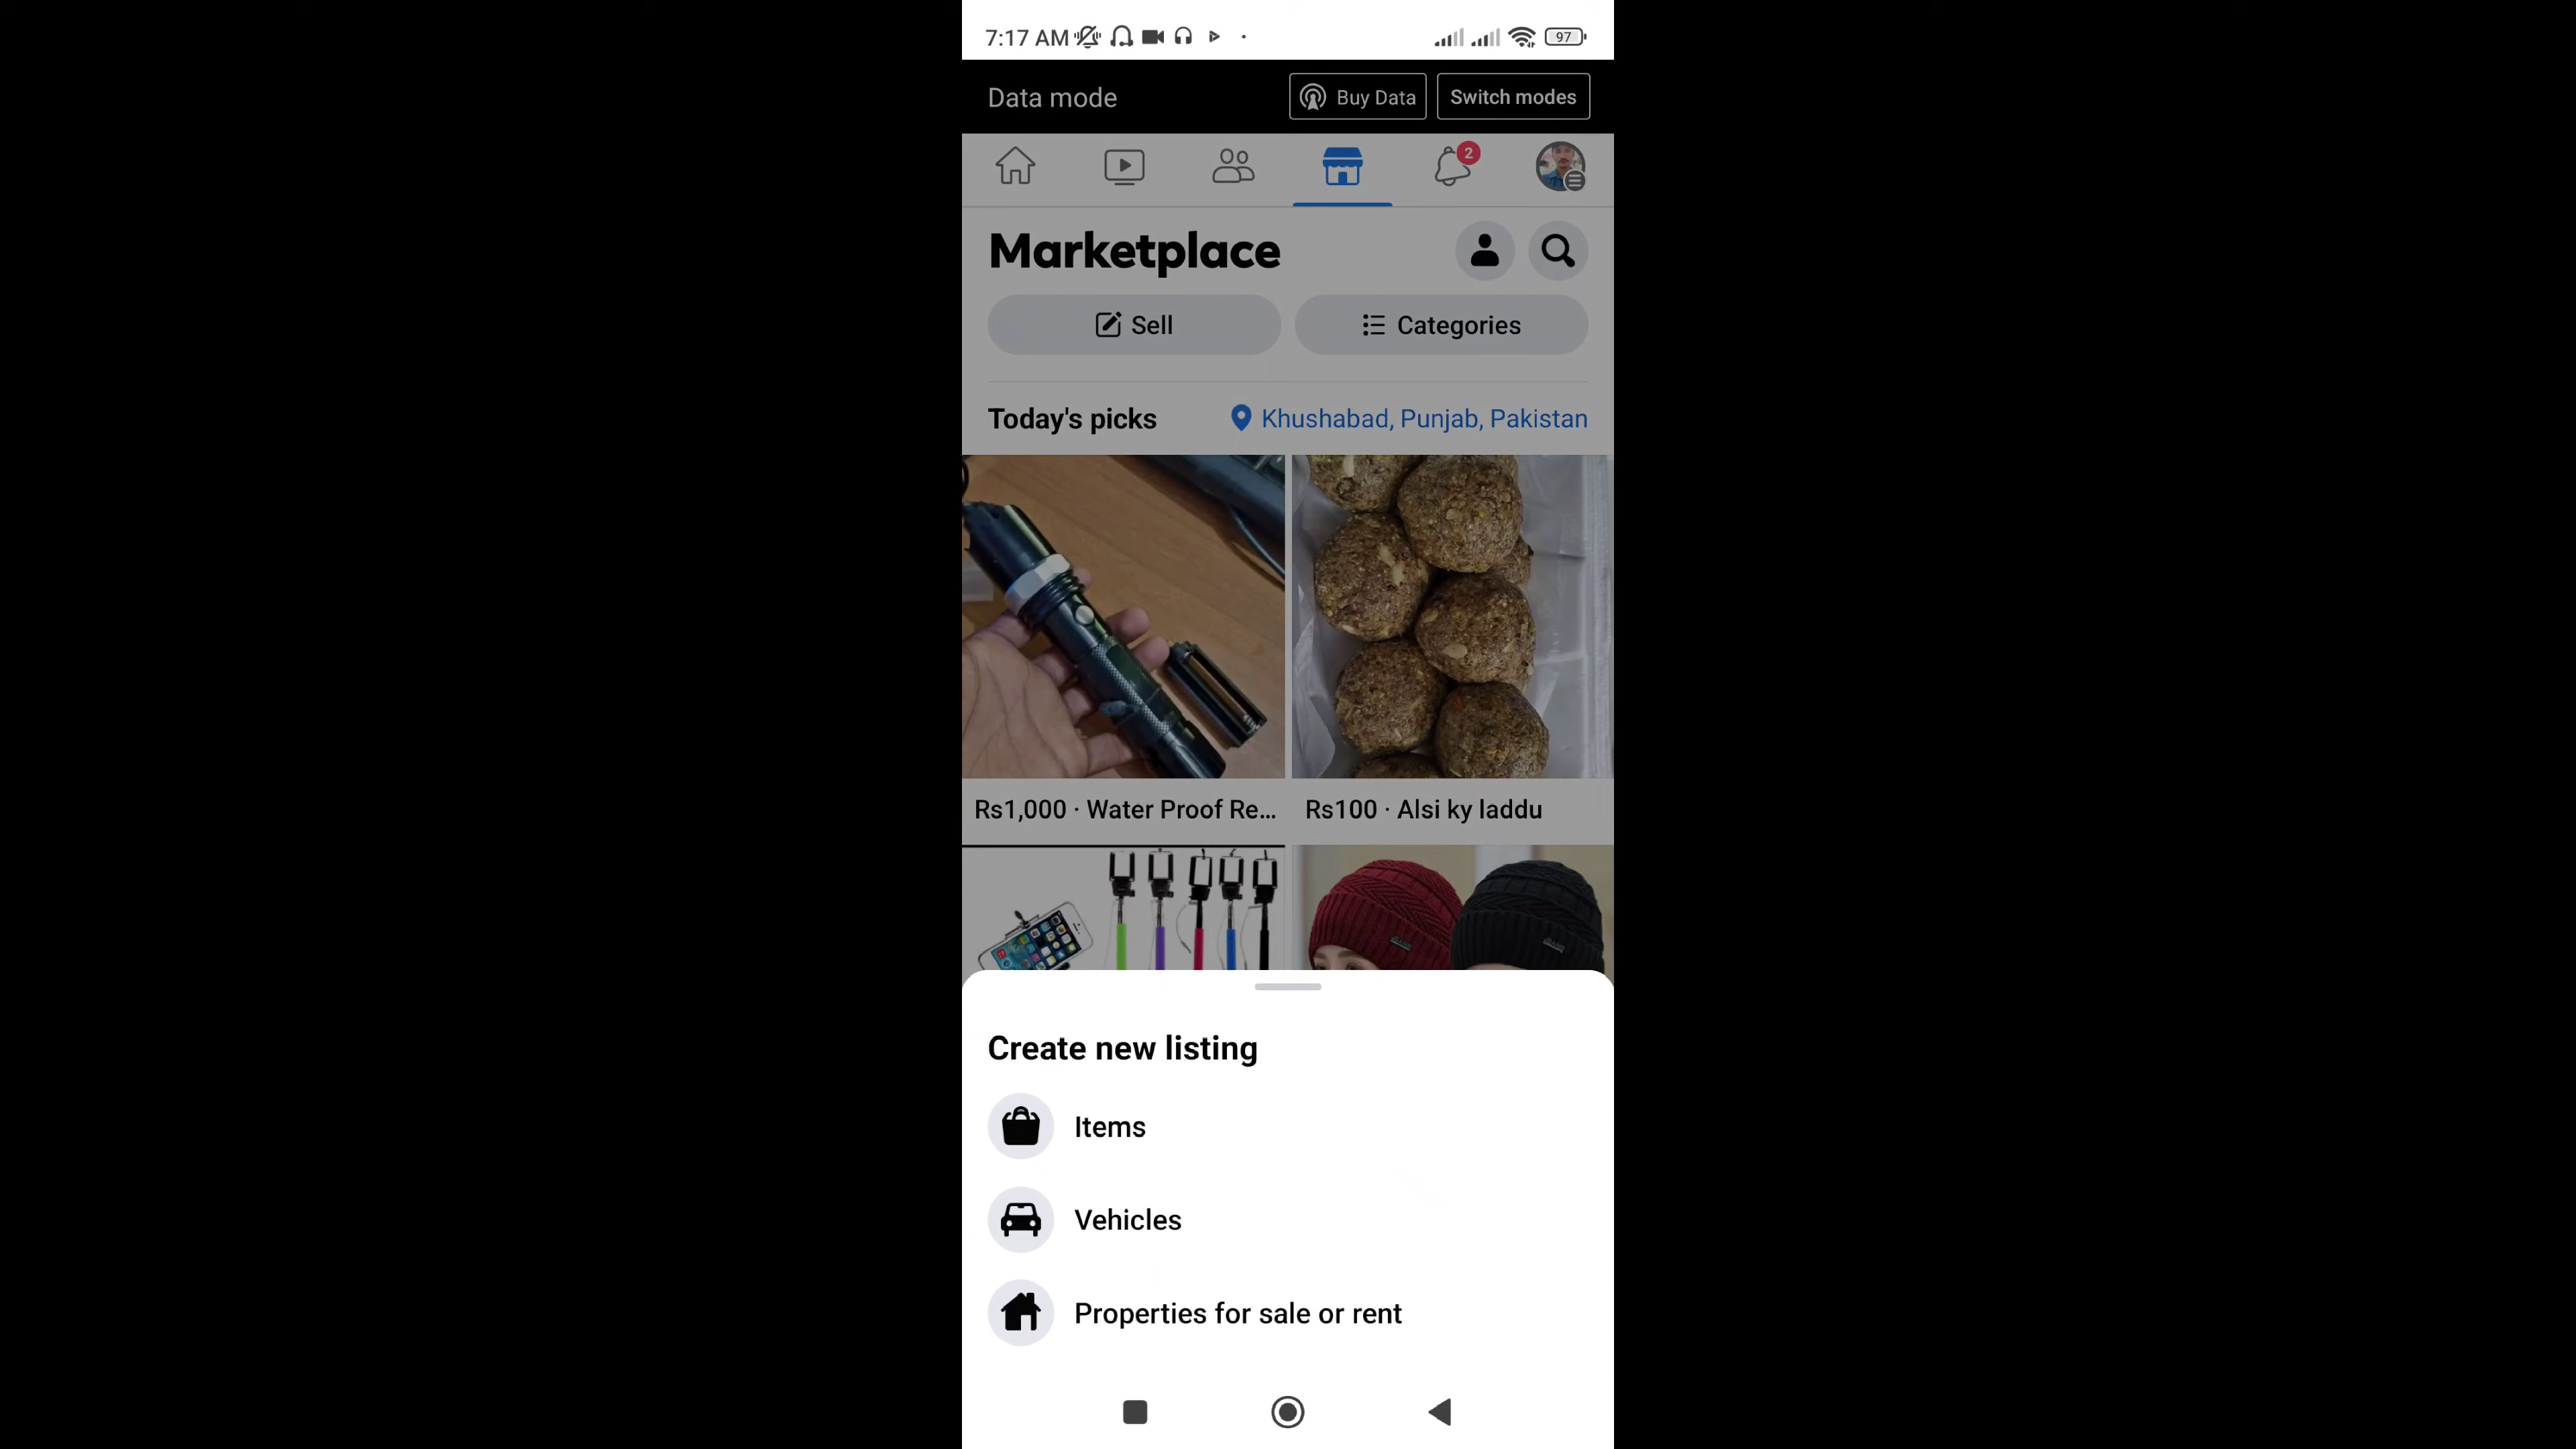 7:17 AM 97
Data mode Buy Data Switch modes
2
Marketplace
Sell Categories
Today's picks Khushabad, Punjab, Pakistan
Rs1,000 · Water Proof Re... Rs100 · Alsi ky laddu
Create new listing
Items
Vehicles
Properties for sale or rent